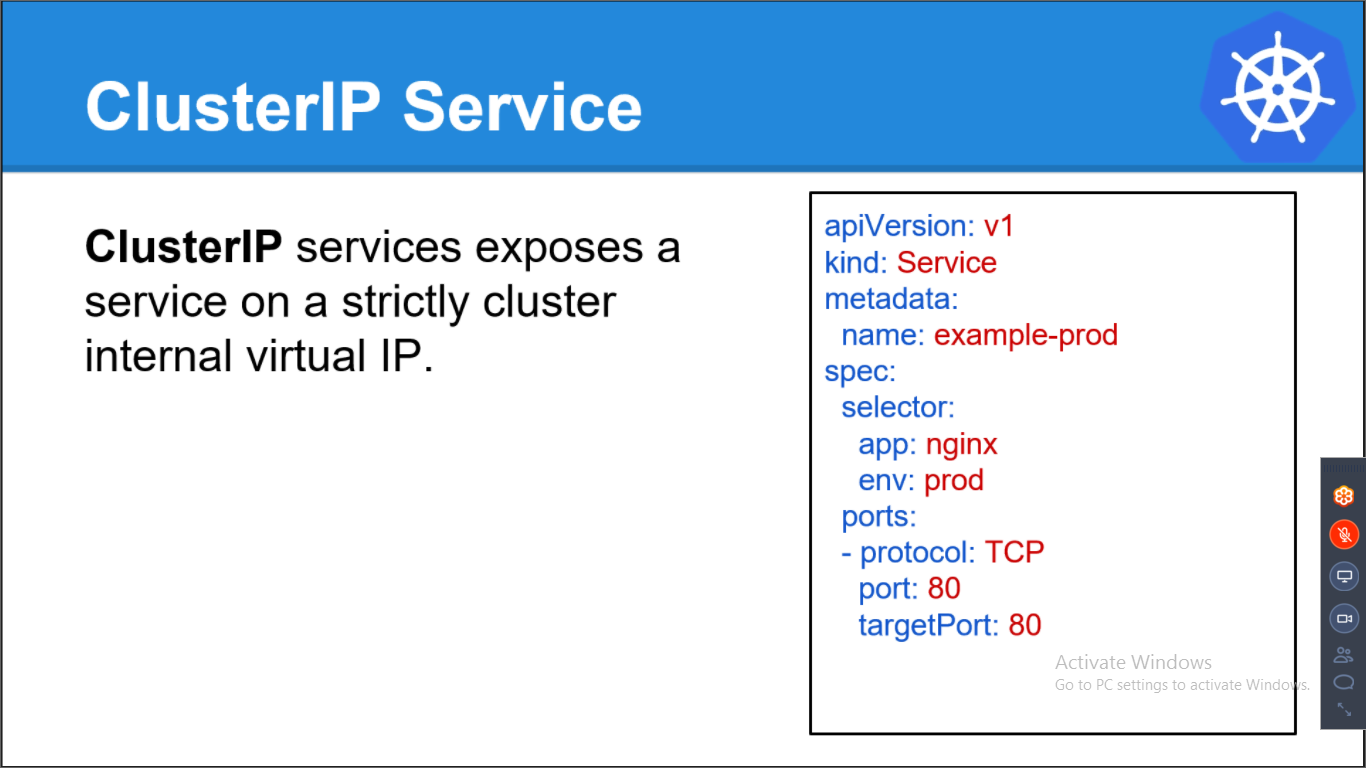 ClusterIP Service
ClusterIP services exposes a
service on a strictly cluster
internal virtual IP.
apiVersion: v1
kind: Service
metadata:
  name: example-prod
spec:
  selector:
    app: nginx
    env: prod
  ports:
  - protocol: TCP
    port: 80
    targetPort: 80
Activate Windows
Go to PC settings to activate Windows.